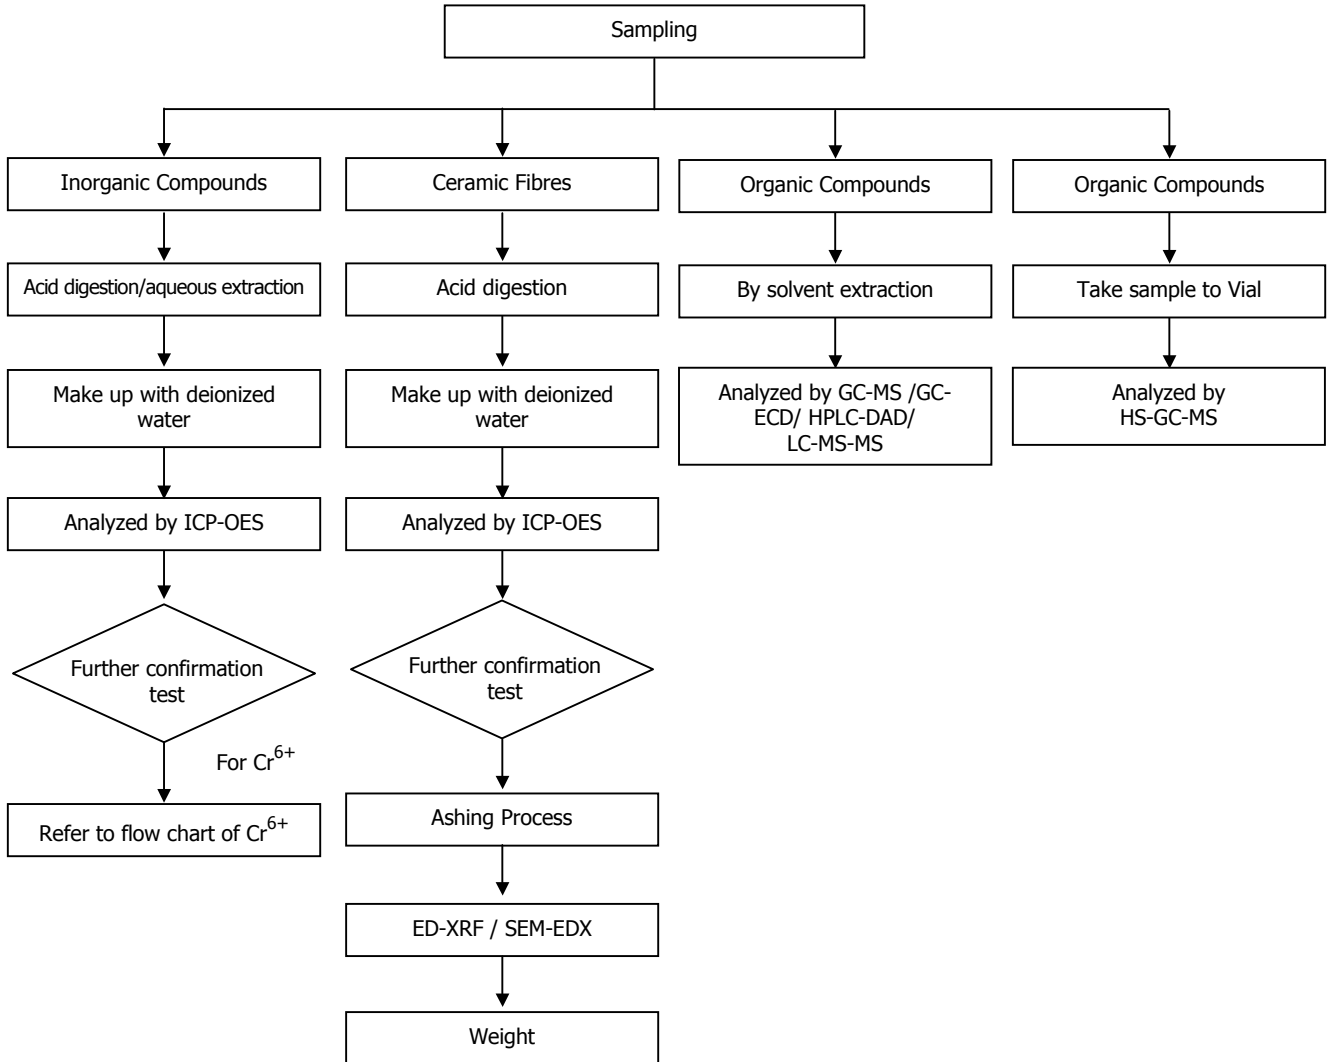 Sampling
Inorganic Compounds
Acid digestion/aqueous extraction
Make up with deionized
water
Analyzed by ICP-OES
Further confirmation
test
For Cr⁶⁺
Refer to flow chart of Cr⁶⁺
Ceramic Fibres
Acid digestion
Make up with deionized
water
Analyzed by ICP-OES
Further confirmation
test
Ashing Process
ED-XRF / SEM-EDX
Weight
Organic Compounds
By solvent extraction
Analyzed by GC-MS /GC-
ECD/ HPLC-DAD/
LC-MS-MS
Organic Compounds
Take sample to Vial
Analyzed by
HS-GC-MS